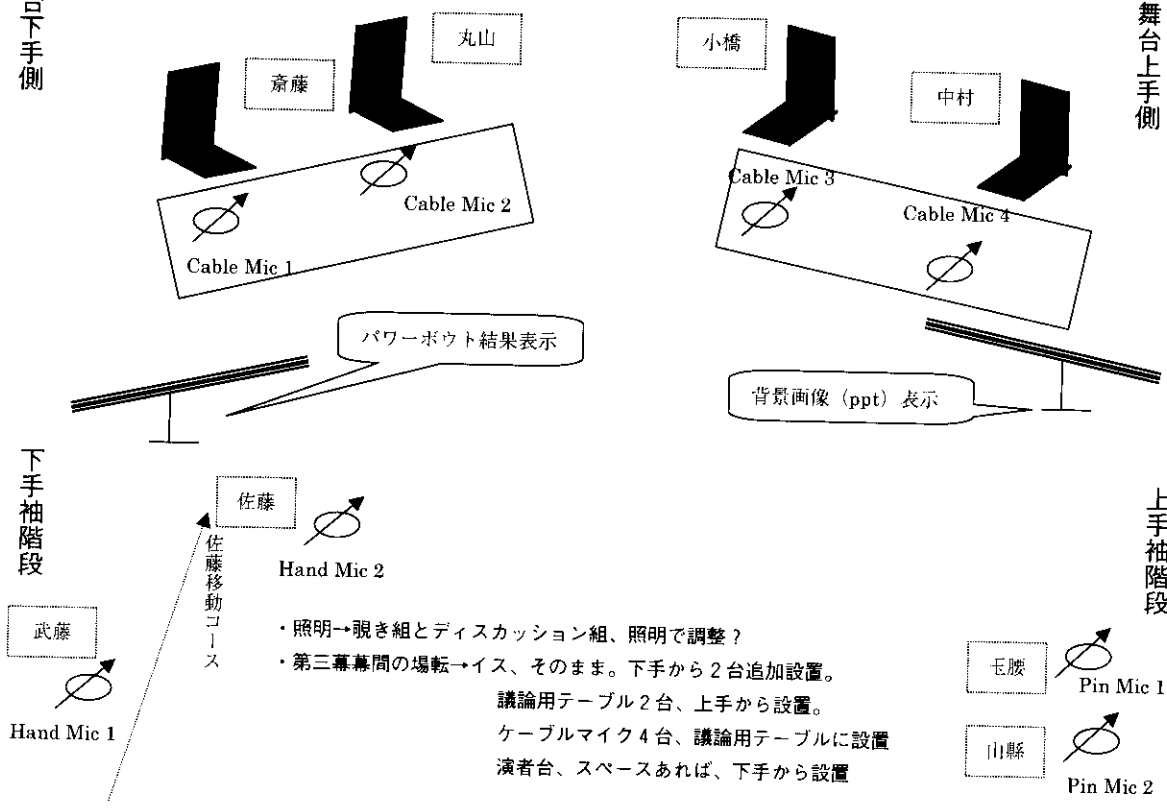 台下手側
舞台上手側
丸山
小橋
斎藤
中村
Cable Mic 3
Cable Mic 2
Cable Mic 4
Cable Mic 1
パワーボウト結果表示
背景画像（ppt）表示
下手袖階段
上手袖階段
佐藤
佐藤移動コース
Hand Mic 2
武藤
Hand Mic 1
・照明→覗き組とディスカッション組、照明で調整？
・第三幕幕間の場転→イス、そのまま。下手から２台追加設置。
議論用テーブル２台、上手から設置。
ケーブルマイク４台、議論用テーブルに設置
演者台、スペースあれば、下手から設置
玉腰
Pin Mic 1
山縣
Pin Mic 2